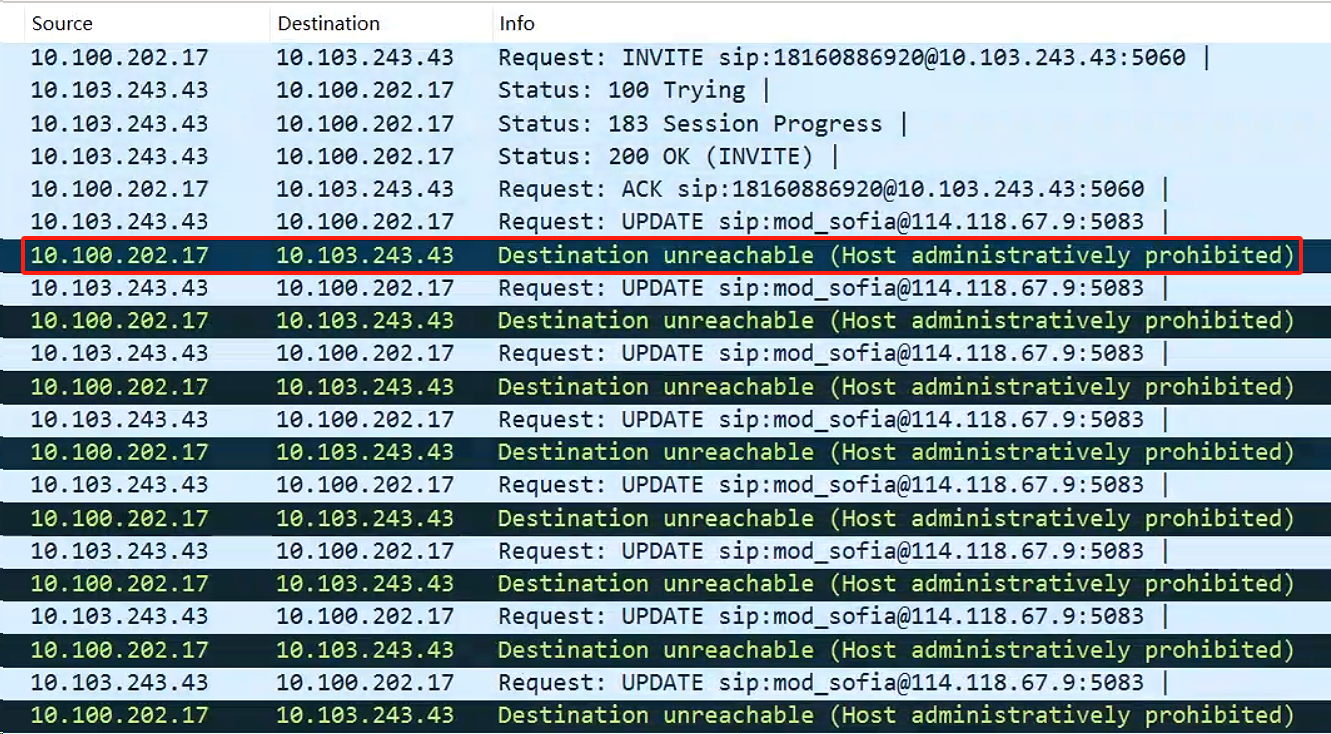 Source Destination Info
10.100.202.17 10.103.243.43 Request: INVITE sip:18160886920@10.103.243.43:5060 |
10.103.243.43 10.100.202.17 Status: 100 Trying |
10.103.243.43 10.100.202.17 Status: 183 Session Progress |
10.103.243.43 10.100.202.17 Status: 200 OK (INVITE) |
10.100.202.17 10.103.243.43 Request: ACK sip:18160886920@10.103.243.43:5060 |
10.103.243.43 10.100.202.17 Request: UPDATE sip:mod_sofia@114.118.67.9:5083 |
10.100.202.17 10.103.243.43 Destination unreachable (Host administratively prohibited)
10.103.243.43 10.100.202.17 Request: UPDATE sip:mod_sofia@114.118.67.9:5083 |
10.100.202.17 10.103.243.43 Destination unreachable (Host administratively prohibited)
10.103.243.43 10.100.202.17 Request: UPDATE sip:mod_sofia@114.118.67.9:5083 |
10.100.202.17 10.103.243.43 Destination unreachable (Host administratively prohibited)
10.103.243.43 10.100.202.17 Request: UPDATE sip:mod_sofia@114.118.67.9:5083 |
10.100.202.17 10.103.243.43 Destination unreachable (Host administratively prohibited)
10.103.243.43 10.100.202.17 Request: UPDATE sip:mod_sofia@114.118.67.9:5083 |
10.100.202.17 10.103.243.43 Destination unreachable (Host administratively prohibited)
10.103.243.43 10.100.202.17 Request: UPDATE sip:mod_sofia@114.118.67.9:5083 |
10.100.202.17 10.103.243.43 Destination unreachable (Host administratively prohibited)
10.103.243.43 10.100.202.17 Request: UPDATE sip:mod_sofia@114.118.67.9:5083 |
10.100.202.17 10.103.243.43 Destination unreachable (Host administratively prohibited)
10.103.243.43 10.100.202.17 Request: UPDATE sip:mod_sofia@114.118.67.9:5083 |
10.100.202.17 10.103.243.43 Destination unreachable (Host administratively prohibited)